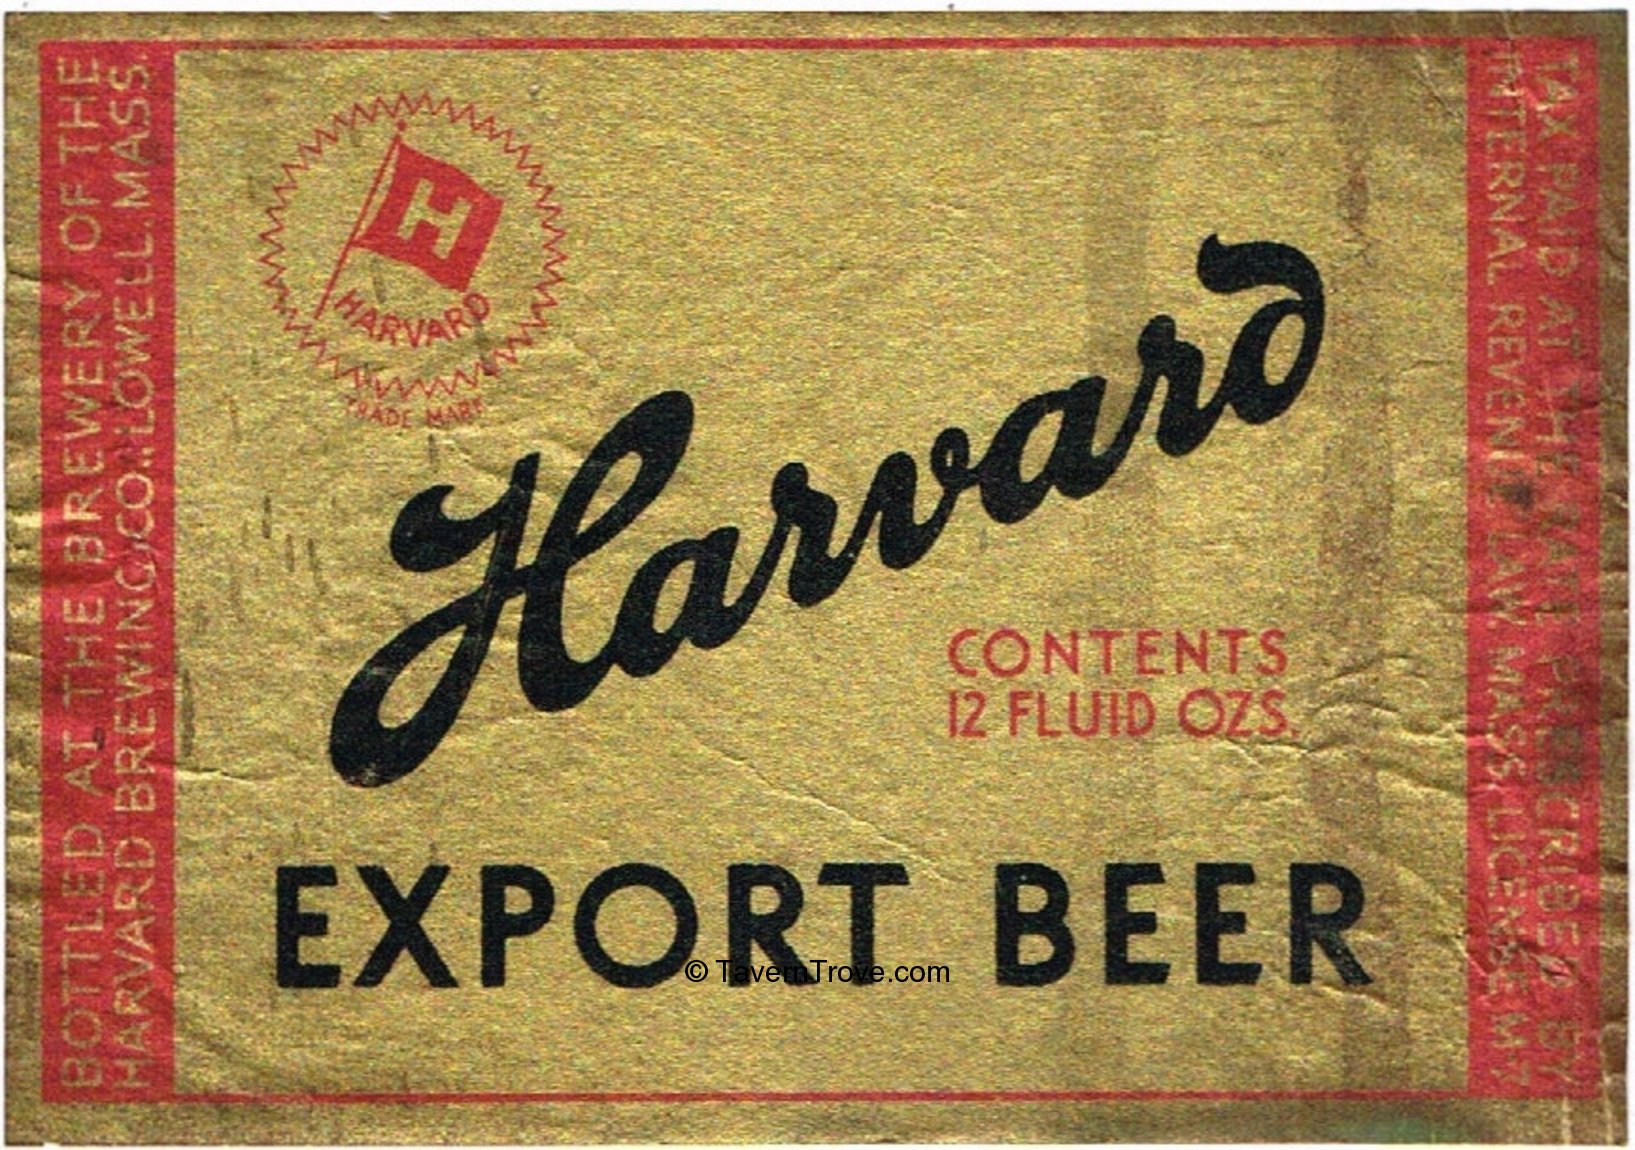 BOTTLED AT THE BREWERY OF THE
HARVARD BREWING CO., LOWELL, MASS.
H
HARVARD
TRADE MARK
Harvard
CONTENTS
12 FLUID OZS.
EXPORT BEER
© TavernTrove.com
TAX PAID AT THE RATE PRESCRIBED BY
INTERNAL REVENUE LAW. MASS. LICENSE M-7